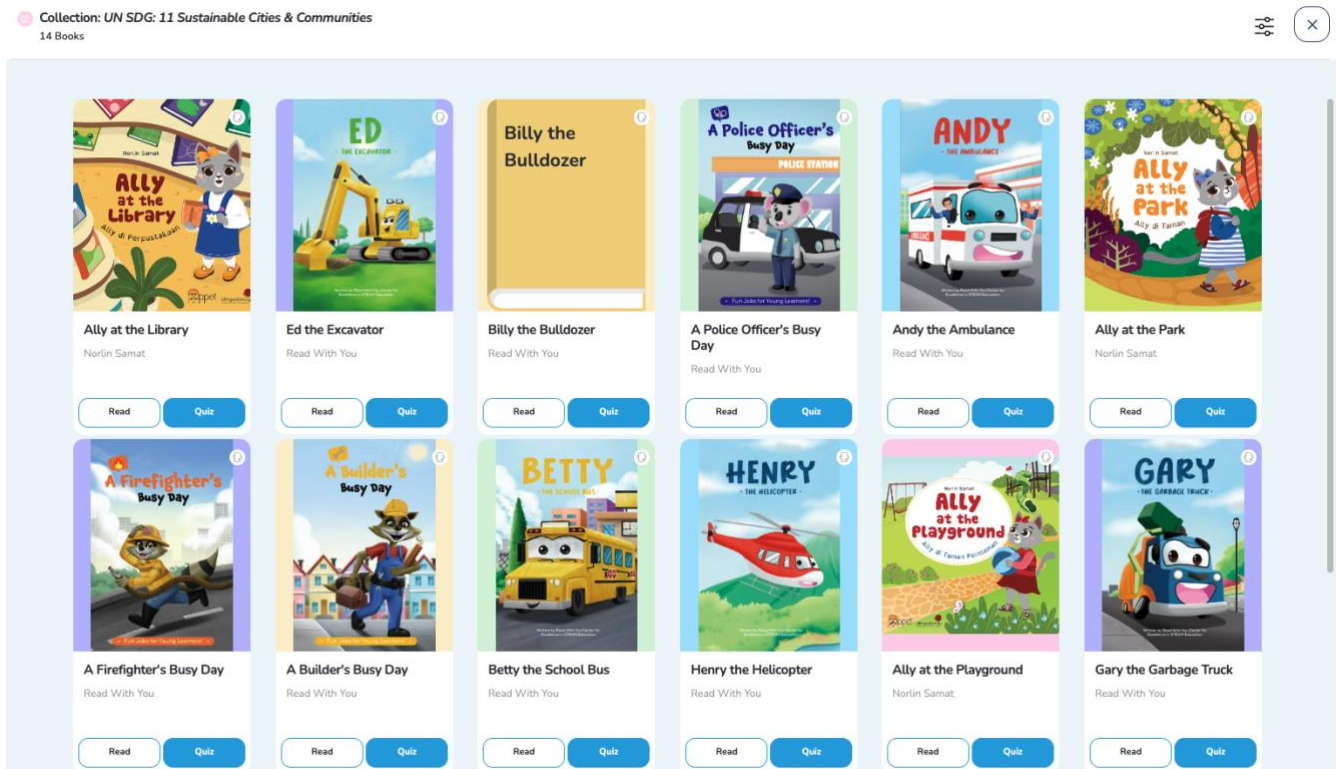 Collection: UN SDG: 11 Sustainable Cities & Communities
14 Books
Norlin Samat
ALLY
at the
Library
Ally di Perpustakaan
ED
- THE EXCAVATOR -
Billy the
Bulldozer
A Police Officer's
Busy Day
POLICE STATION
- Fun Jobs for Young Learners! -
ANDY
- THE AMBULANCE -
Norlin Samat
ALLY
at the
Park
Ally di Taman
Ally at the Library
Norlin Samat
Read
Quiz
Ed the Excavator
Read With You
Read
Quiz
Billy the Bulldozer
Read With You
Read
Quiz
A Police Officer's Busy
Day
Read With You
Read
Quiz
Andy the Ambulance
Read With You
Read
Quiz
Ally at the Park
Norlin Samat
Read
Quiz
A Firefighter's
Busy Day
- Fun Jobs for Young Learners! -
A Builder's
Busy Day
- Fun Jobs for Young Learners! -
BETTY
- THE SCHOOL BUS -
HENRY
- THE HELICOPTER -
Norlin Samat
ALLY
at the
Playground
Ally di Taman Permainan
GARY
- THE GARBAGE TRUCK -
A Firefighter's Busy Day
Read With You
Read
Quiz
A Builder's Busy Day
Read With You
Read
Quiz
Betty the School Bus
Read With You
Read
Quiz
Henry the Helicopter
Read With You
Read
Quiz
Ally at the Playground
Norlin Samat
Read
Quiz
Gary the Garbage Truck
Read With You
Read
Quiz